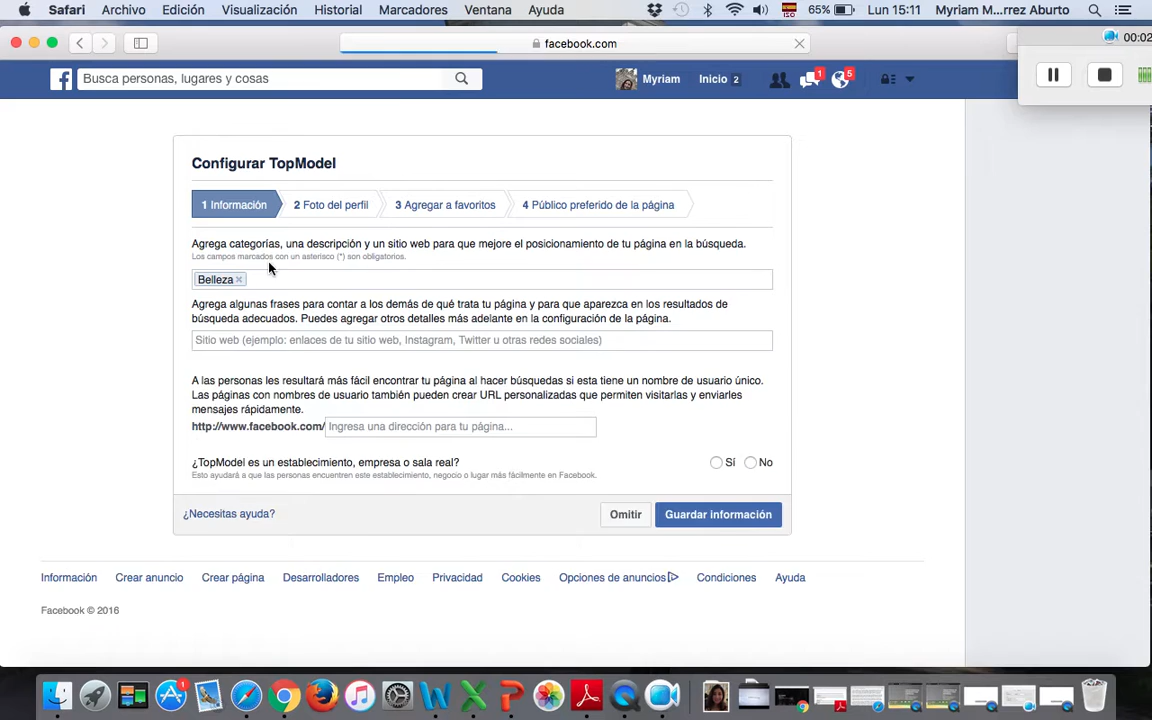 Safari Archivo Edición Visualización Historial Marcadores Ventana Ayuda 65% Lun 15:11 Myriam M...rrez Aburto
facebook.com
00:02
Busca personas, lugares y cosas Myriam Inicio 2 1 5
Configurar TopModel
1 Información 2 Foto del perfil 3 Agregar a favoritos 4 Público preferido de la página
Agrega categorías, una descripción y un sitio web para que mejore el posicionamiento de tu página en la búsqueda.
Los campos marcados con un asterisco (*) son obligatorios.
Belleza ×
Agrega algunas frases para contar a los demás de qué trata tu página y para que aparezca en los resultados de
búsqueda adecuados. Puedes agregar otros detalles más adelante en la configuración de la página.
Sitio web (ejemplo: enlaces de tu sitio web, Instagram, Twitter u otras redes sociales)
A las personas les resultará más fácil encontrar tu página al hacer búsquedas si esta tiene un nombre de usuario único.
Las páginas con nombres de usuario también pueden crear URL personalizadas que permiten visitarlas y enviarles
mensajes rápidamente.
http://www.facebook.com/ Ingresa una dirección para tu página...
¿TopModel es un establecimiento, empresa o sala real? Sí No
Esto ayudará a que las personas encuentren este establecimiento, negocio o lugar más fácilmente en Facebook.
¿Necesitas ayuda? Omitir Guardar información
Información Crear anuncio Crear página Desarrolladores Empleo Privacidad Cookies Opciones de anuncios Condiciones Ayuda
Facebook © 2016
1